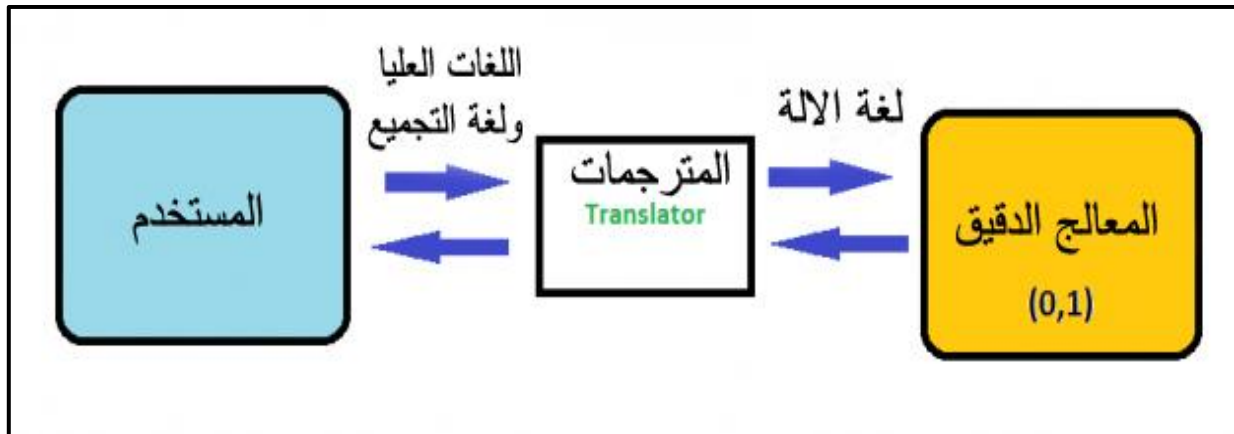 اللغات العليا
ولغة التجميع
لغة الالة
المستخدم
المترجمات
Translator
المعالج الدقيق
(0,1)